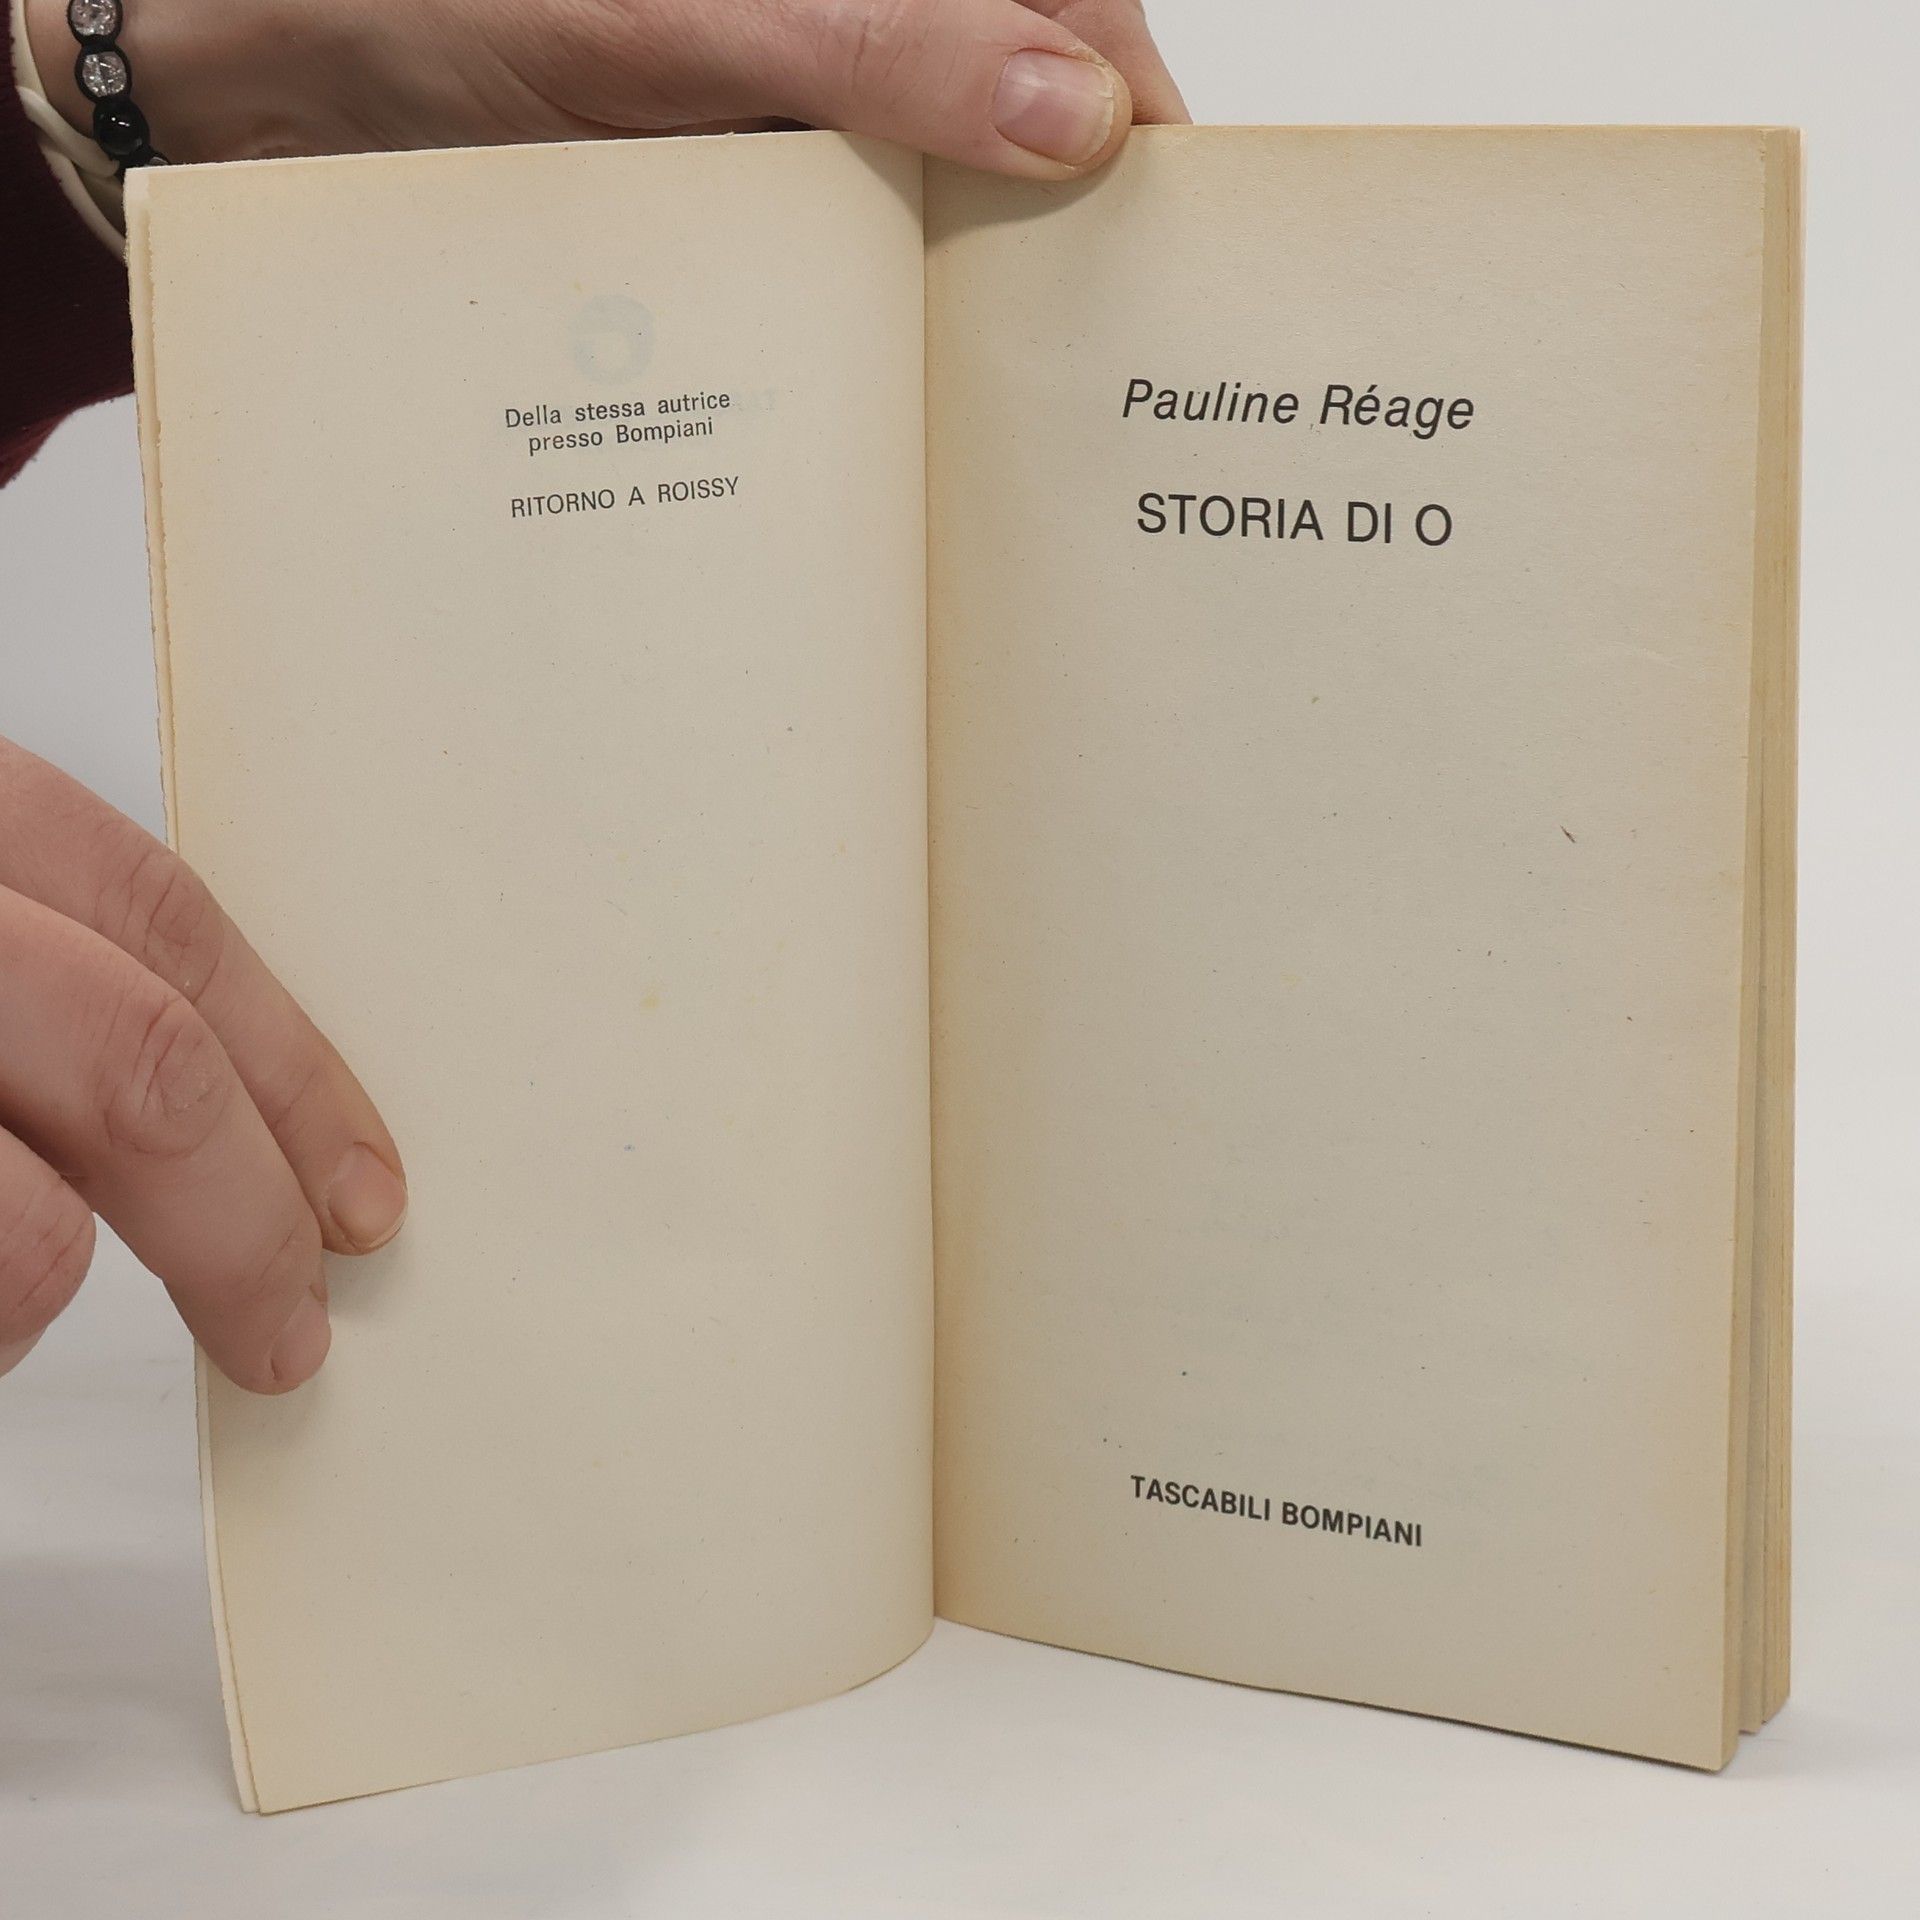 Della stessa autrice
presso Bompiani
RITORNO A ROISSY
Pauline Réage
STORIA DI O
TASCABILI BOMPIANI